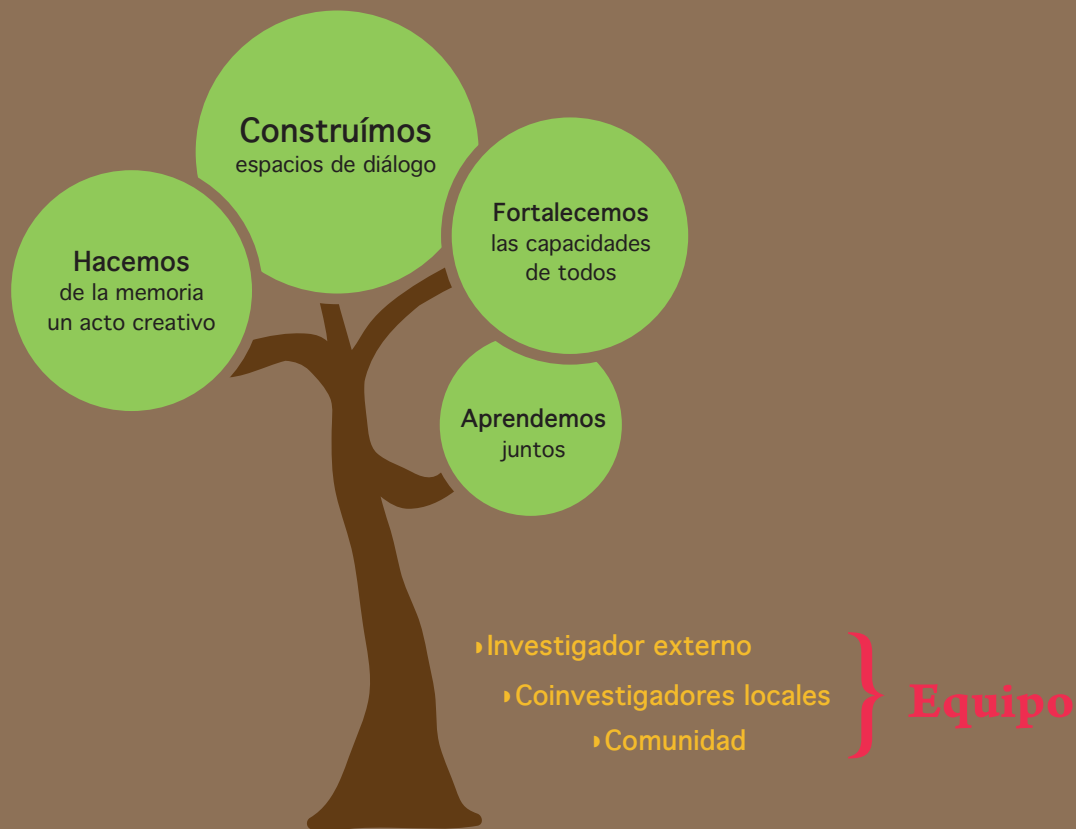 Construímos
espacios de diálogo
Fortalecemos
las capacidades
de todos
Hacemos
de la memoria
un acto creativo
Aprendemos
juntos
Investigador externo
Coinvestigadores locales
Comunidad
} Equipo